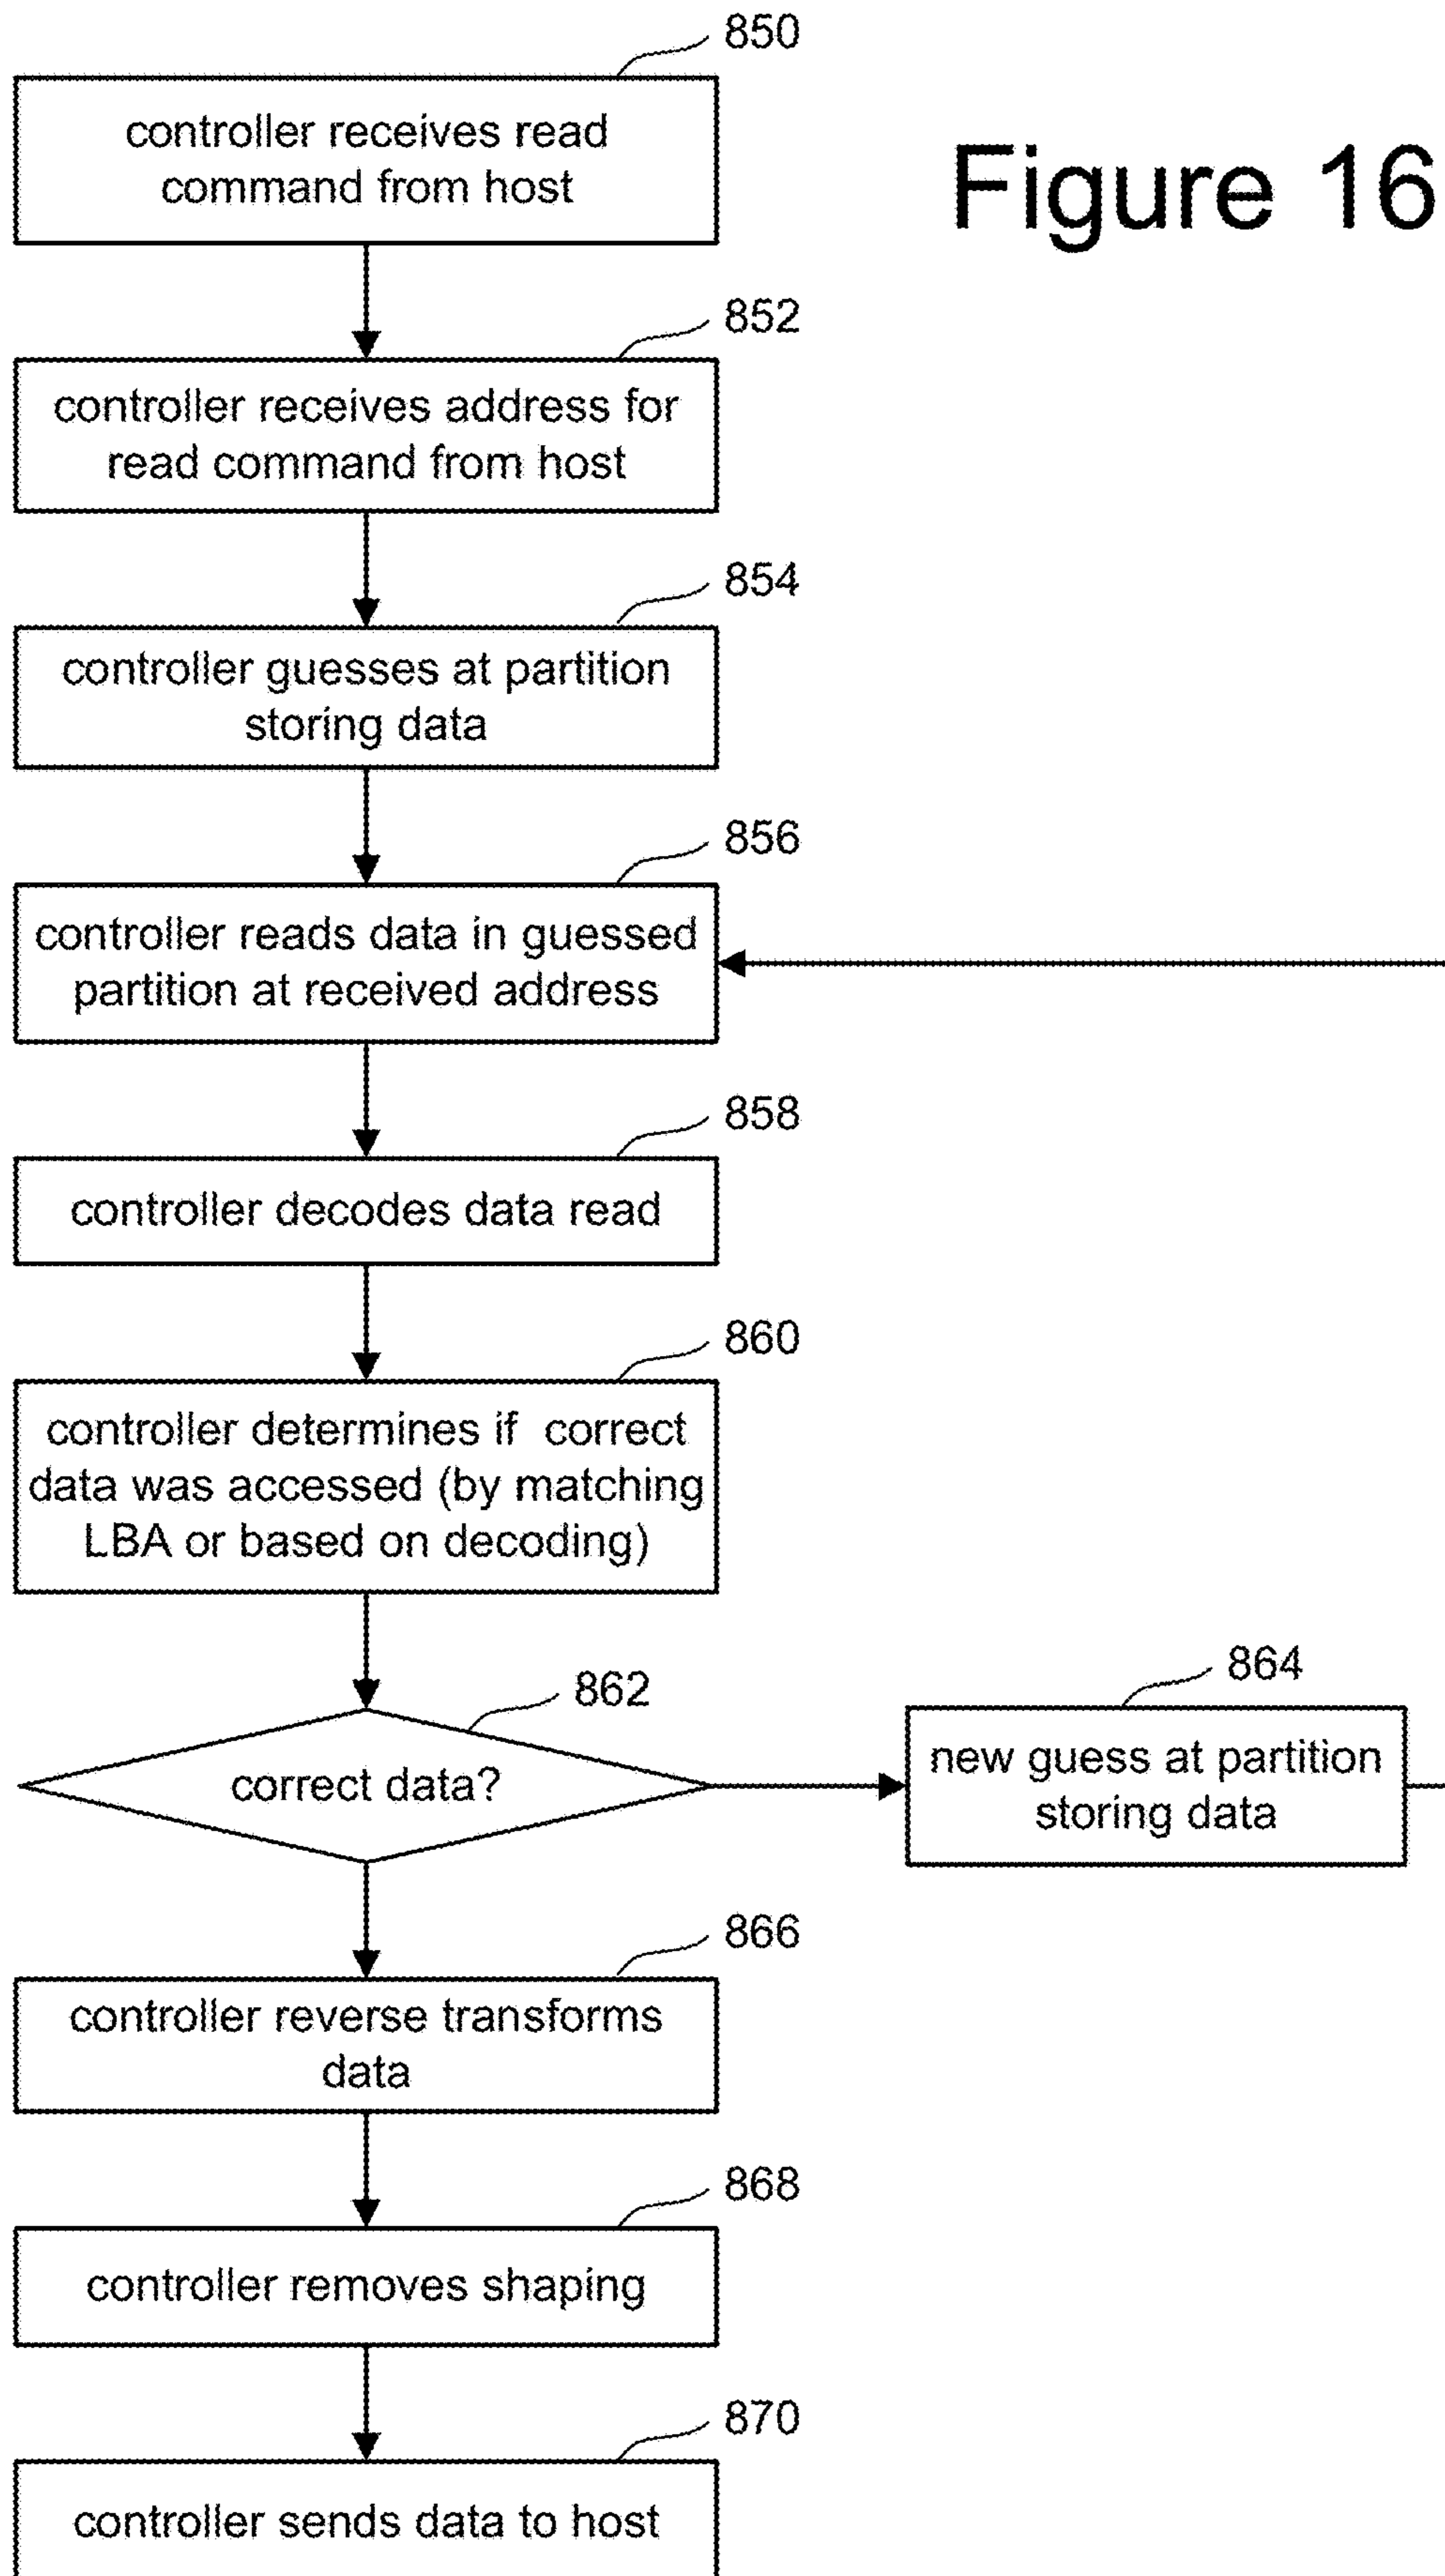 850
controller receives read
command from host
Figure 16
852
controller receives address for
read command from host
854
controller guesses at partition
storing data
856
controller reads data in guessed
partition at received address
858
controller decodes data read
860
controller determines if correct
data was accessed (by matching
LBA or based on decoding)
862
correct data?
864
new guess at partition
storing data
866
controller reverse transforms
data
868
controller removes shaping
870
controller sends data to host